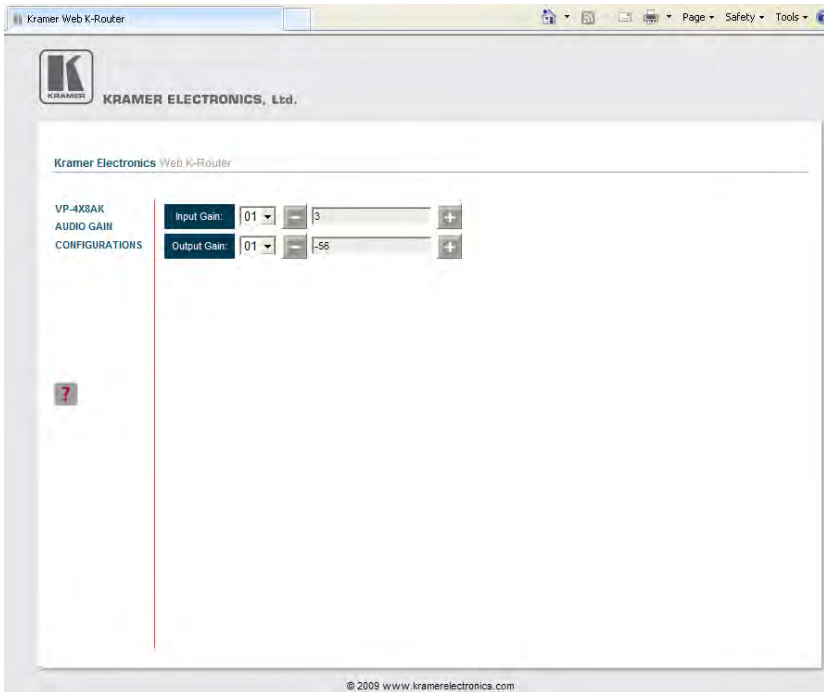 Kramer Web K-Router
Page Safety Tools
K
KRAMER
KRAMER ELECTRONICS, Ltd.
Kramer Electronics Web K-Router
VP-4X8AK
AUDIO GAIN
CONFIGURATIONS
Input Gain: 01 3
Output Gain: 01 -56
?
© 2009 www.kramerelectronics.com